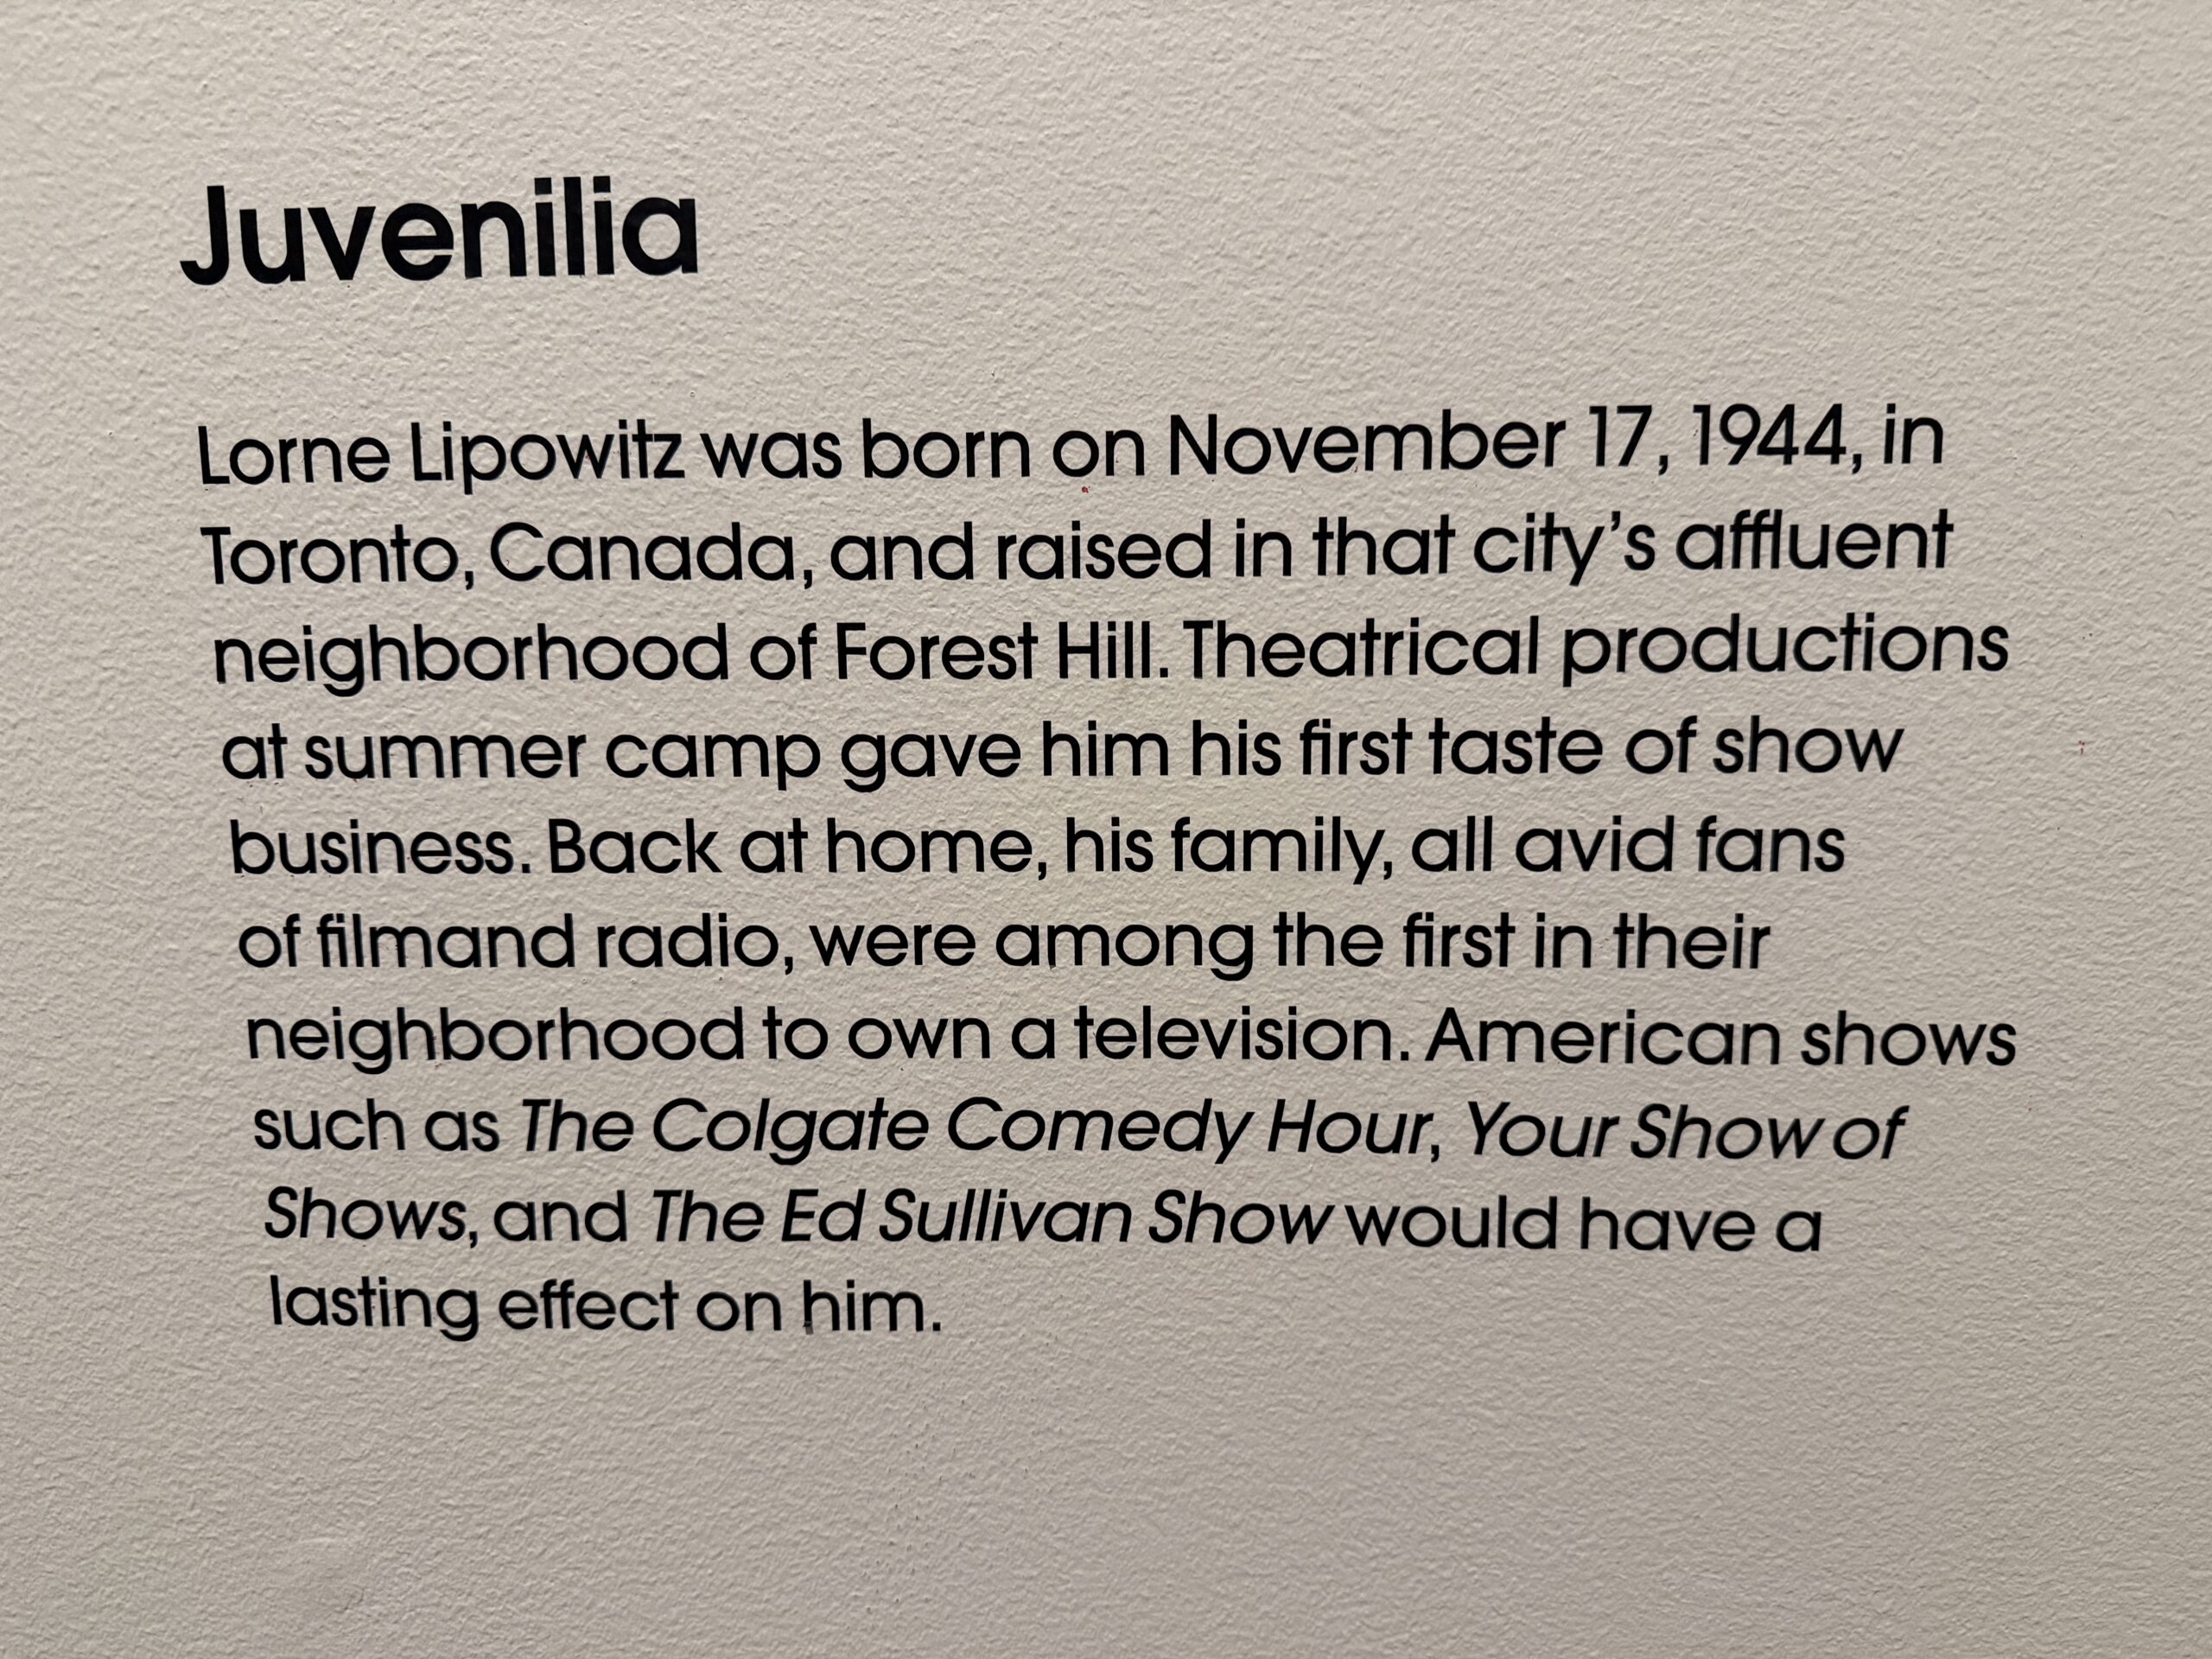 Juvenilia
Lorne Lipowitz was born on November 17, 1944, in
Toronto, Canada, and raised in that city’s affluent
neighborhood of Forest Hill. Theatrical productions
at summer camp gave him his first taste of show
business. Back at home, his family, all avid fans
of filmand radio, were among the first in their
neighborhood to own a television. American shows
such as The Colgate Comedy Hour, Your Show of
Shows, and The Ed Sullivan Show would have a
lasting effect on him.